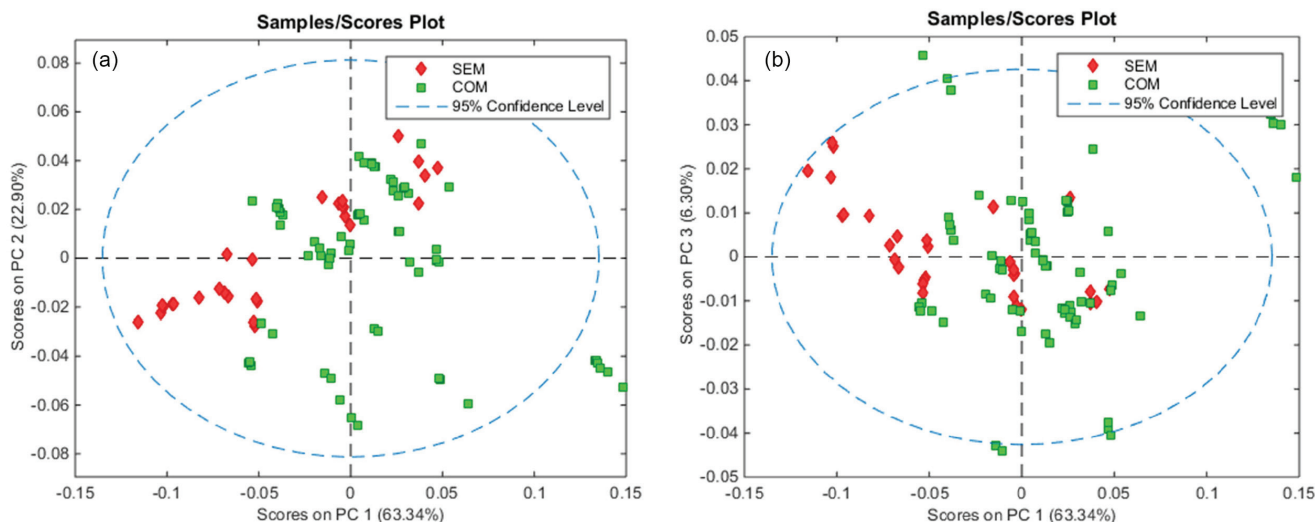 Samples/Scores Plot
(a)
SEM
COM
95% Confidence Level
0.08
0.06
0.04
0.02
0
-0.02
-0.04
-0.06
-0.08
Scores on PC 2 (22.90%)
-0.15
-0.1
-0.05
0
0.05
0.1
0.15
Scores on PC 1 (63.34%)
Samples/Scores Plot
(b)
SEM
COM
95% Confidence Level
0.05
0.04
0.03
0.02
0.01
0
-0.01
-0.02
-0.03
-0.04
-0.05
Scores on PC 3 (6.30%)
-0.15
-0.1
-0.05
0
0.05
0.1
0.15
Scores on PC 1 (63.34%)